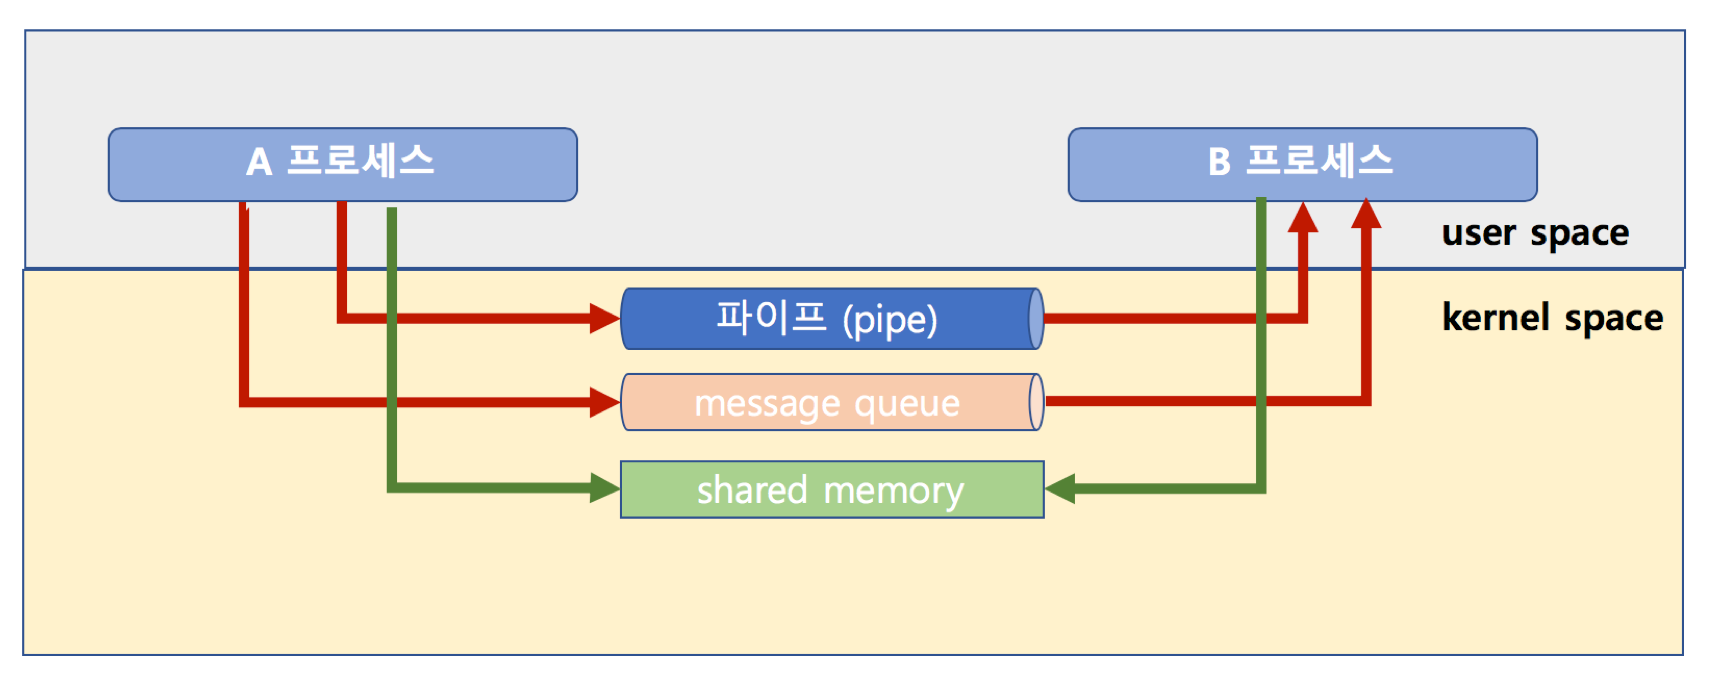 A 프로세스
B 프로세스
user space
kernel space
파이프 (pipe)
message queue
shared memory